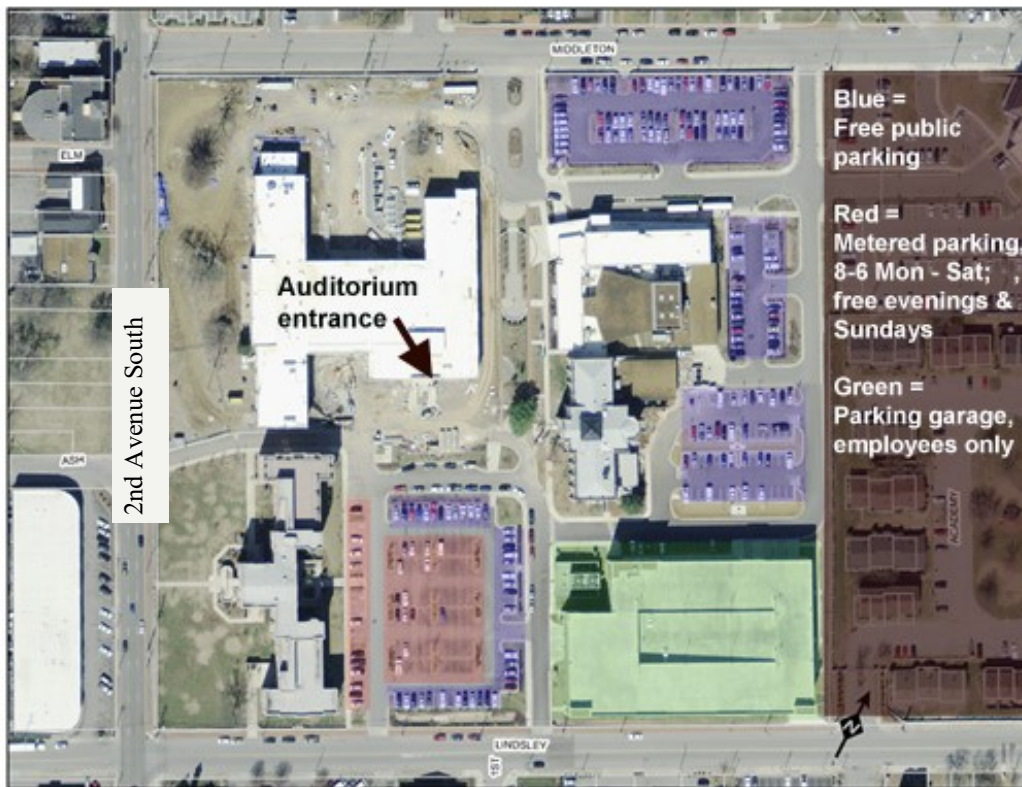 MIDDLETON
Blue =
Free public
parking
ELM
Red =
Metered parking,
8-6 Mon - Sat; ,
free evenings &
Sundays
Auditorium
entrance
2nd Avenue South
Green =
Parking garage,
employees only
ASH
ACADEMY
N
LINDSLEY
1ST